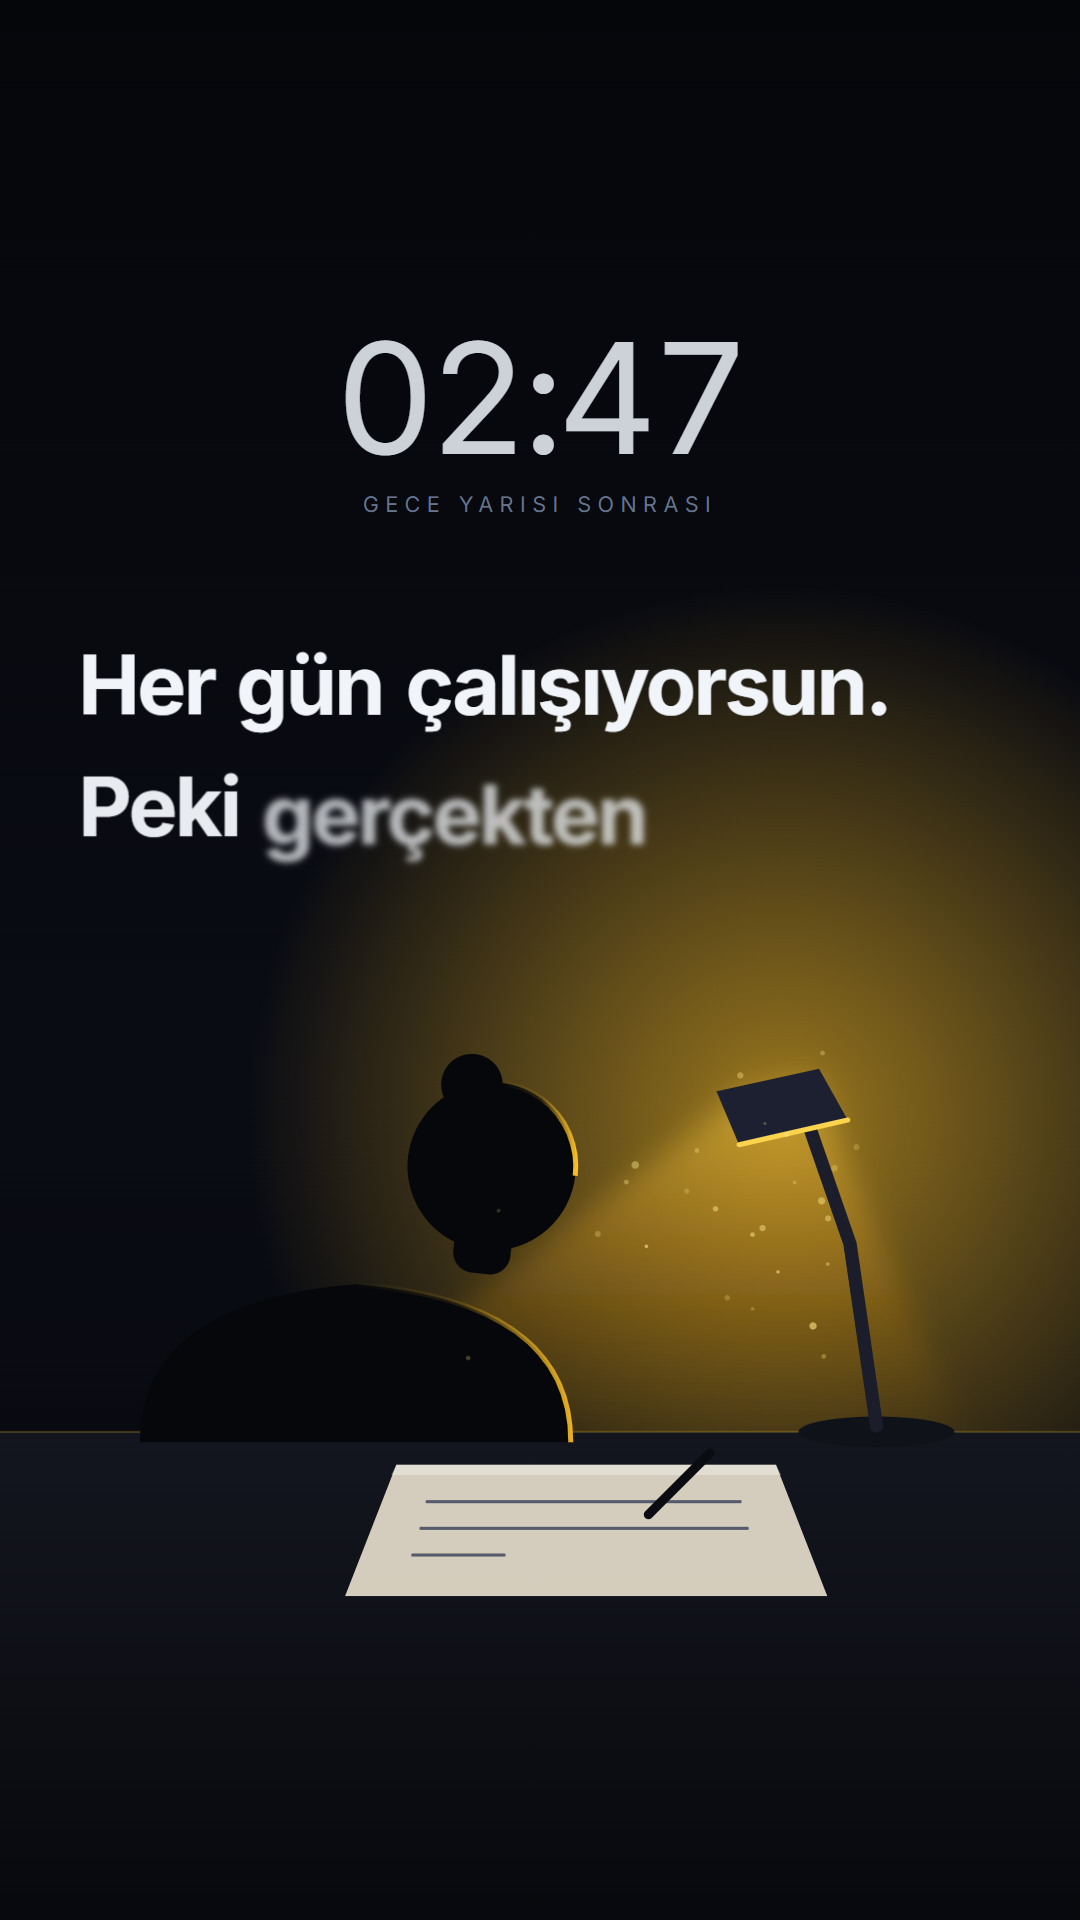 02:47
GECE YARISI SONRASI
Her gün çalışıyorsun.
Peki gerçekten